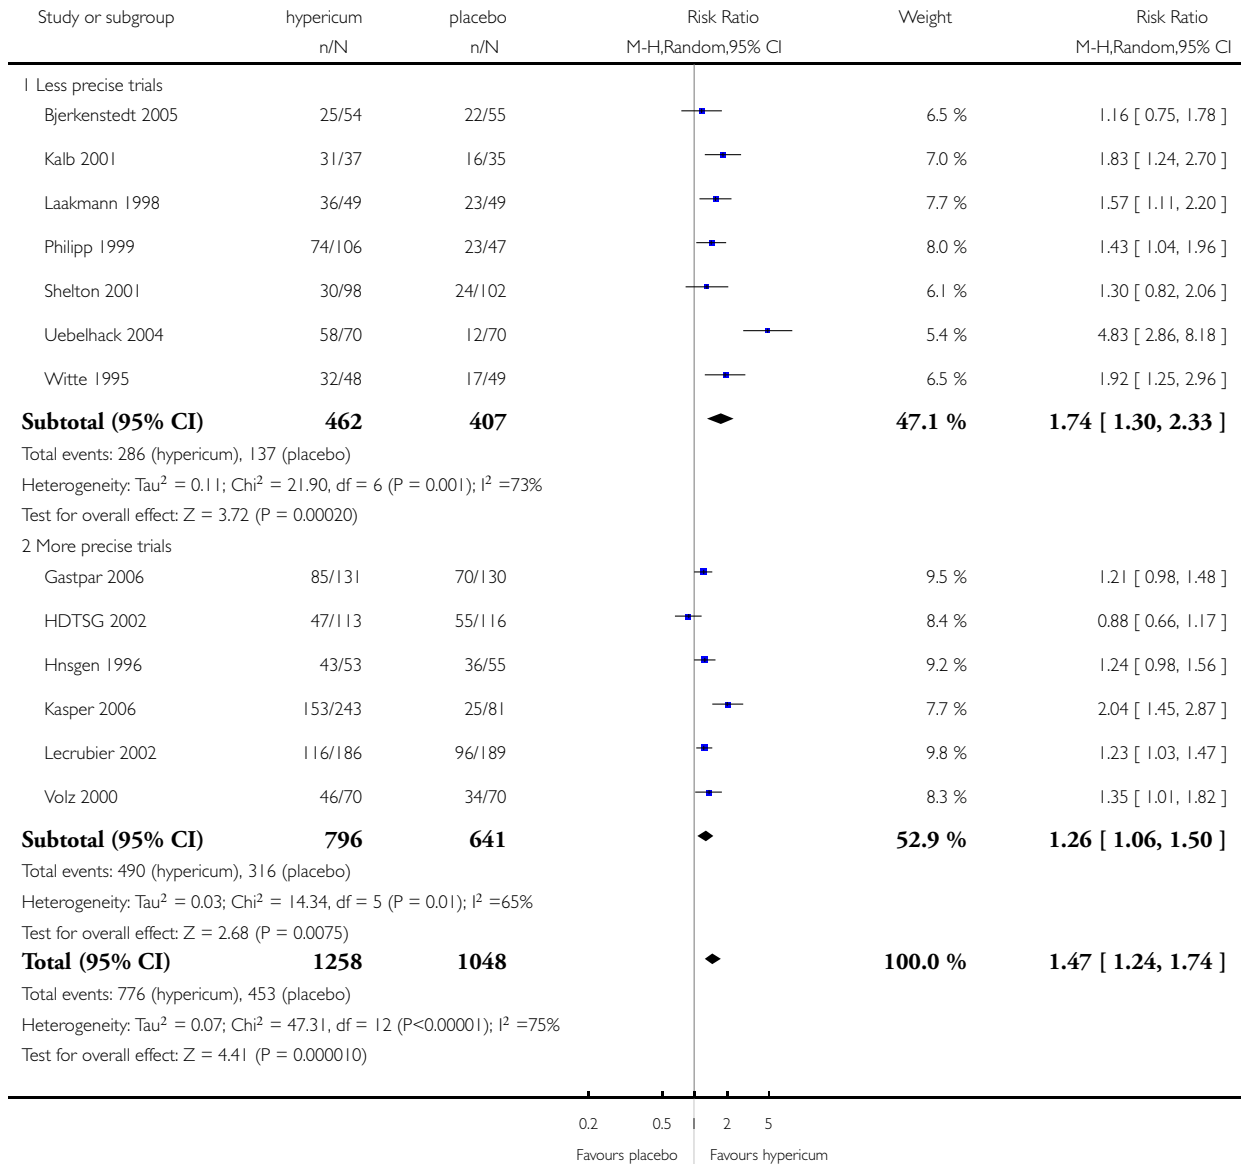 Study or subgroup hypericum placebo Risk Ratio Weight Risk Ratio
n/N n/N M-H,Random,95% CI M-H,Random,95% CI
1 Less precise trials
Bjerkenstedt 2005 25/54 22/55 6.5 % 1.16 [ 0.75, 1.78 ]
Kalb 2001 31/37 16/35 7.0 % 1.83 [ 1.24, 2.70 ]
Laakmann 1998 36/49 23/49 7.7 % 1.57 [ 1.11, 2.20 ]
Philipp 1999 74/106 23/47 8.0 % 1.43 [ 1.04, 1.96 ]
Shelton 2001 30/98 24/102 6.1 % 1.30 [ 0.82, 2.06 ]
Uebelhack 2004 58/70 12/70 5.4 % 4.83 [ 2.86, 8.18 ]
Witte 1995 32/48 17/49 6.5 % 1.92 [ 1.25, 2.96 ]
Subtotal (95% CI) 462 407 47.1 % 1.74 [ 1.30, 2.33 ]
Total events: 286 (hypericum), 137 (placebo)
Heterogeneity: Tau² = 0.11; Chi² = 21.90, df = 6 (P = 0.001); I² =73%
Test for overall effect: Z = 3.72 (P = 0.00020)
2 More precise trials
Gastpar 2006 85/131 70/130 9.5 % 1.21 [ 0.98, 1.48 ]
HDTSG 2002 47/113 55/116 8.4 % 0.88 [ 0.66, 1.17 ]
Hnsgen 1996 43/53 36/55 9.2 % 1.24 [ 0.98, 1.56 ]
Kasper 2006 153/243 25/81 7.7 % 2.04 [ 1.45, 2.87 ]
Lecrubier 2002 116/186 96/189 9.8 % 1.23 [ 1.03, 1.47 ]
Volz 2000 46/70 34/70 8.3 % 1.35 [ 1.01, 1.82 ]
Subtotal (95% CI) 796 641 52.9 % 1.26 [ 1.06, 1.50 ]
Total events: 490 (hypericum), 316 (placebo)
Heterogeneity: Tau² = 0.03; Chi² = 14.34, df = 5 (P = 0.01); I² =65%
Test for overall effect: Z = 2.68 (P = 0.0075)
Total (95% CI) 1258 1048 100.0 % 1.47 [ 1.24, 1.74 ]
Total events: 776 (hypericum), 453 (placebo)
Heterogeneity: Tau² = 0.07; Chi² = 47.31, df = 12 (P<0.00001); I² =75%
Test for overall effect: Z = 4.41 (P = 0.000010)
0.2 0.5 1 2 5
Favours placebo Favours hypericum